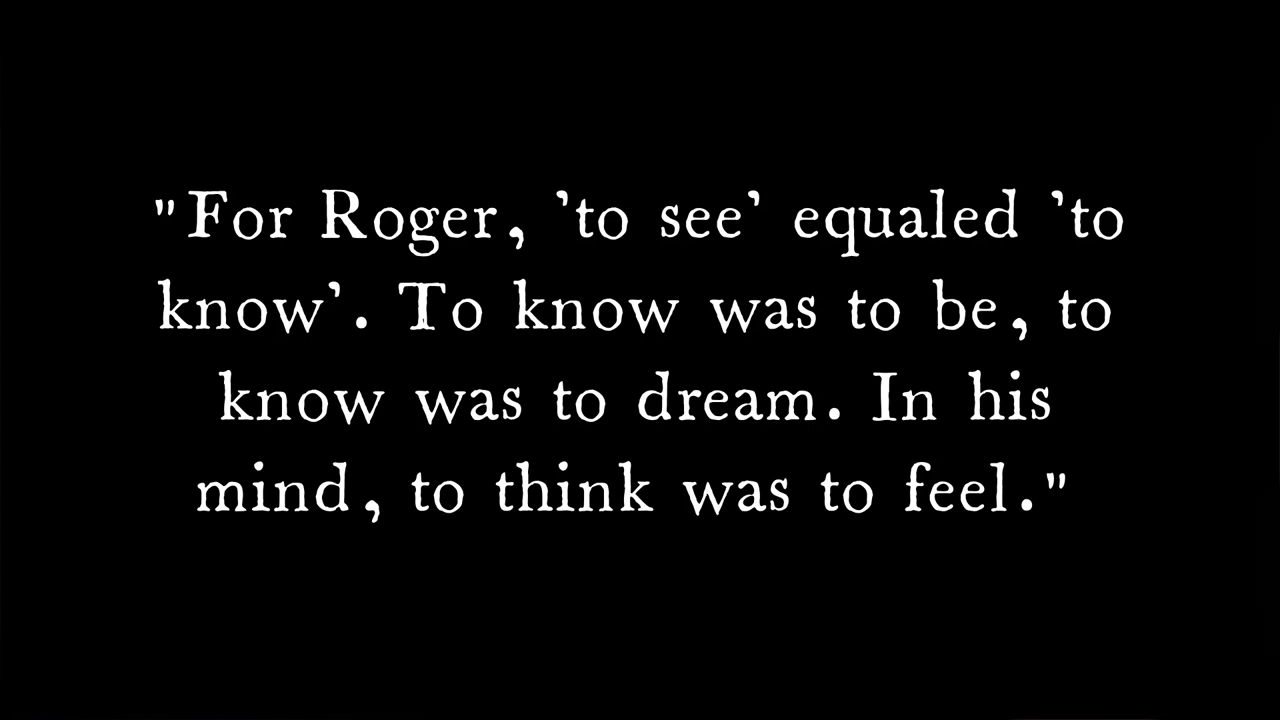 "For Roger, ’to see’ equaled ’to
know’. To know was to be, to
know was to dream. In his
mind, to think was to feel."